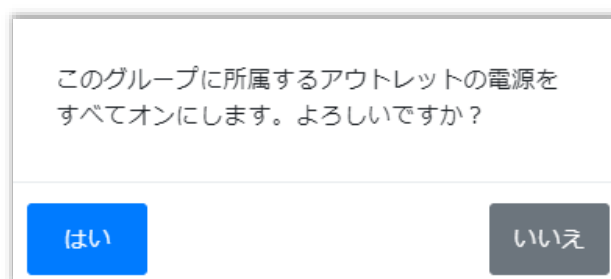 このグループに所属するアウトレットの電源を
すべてオンにします。よろしいですか？
はい
いいえ